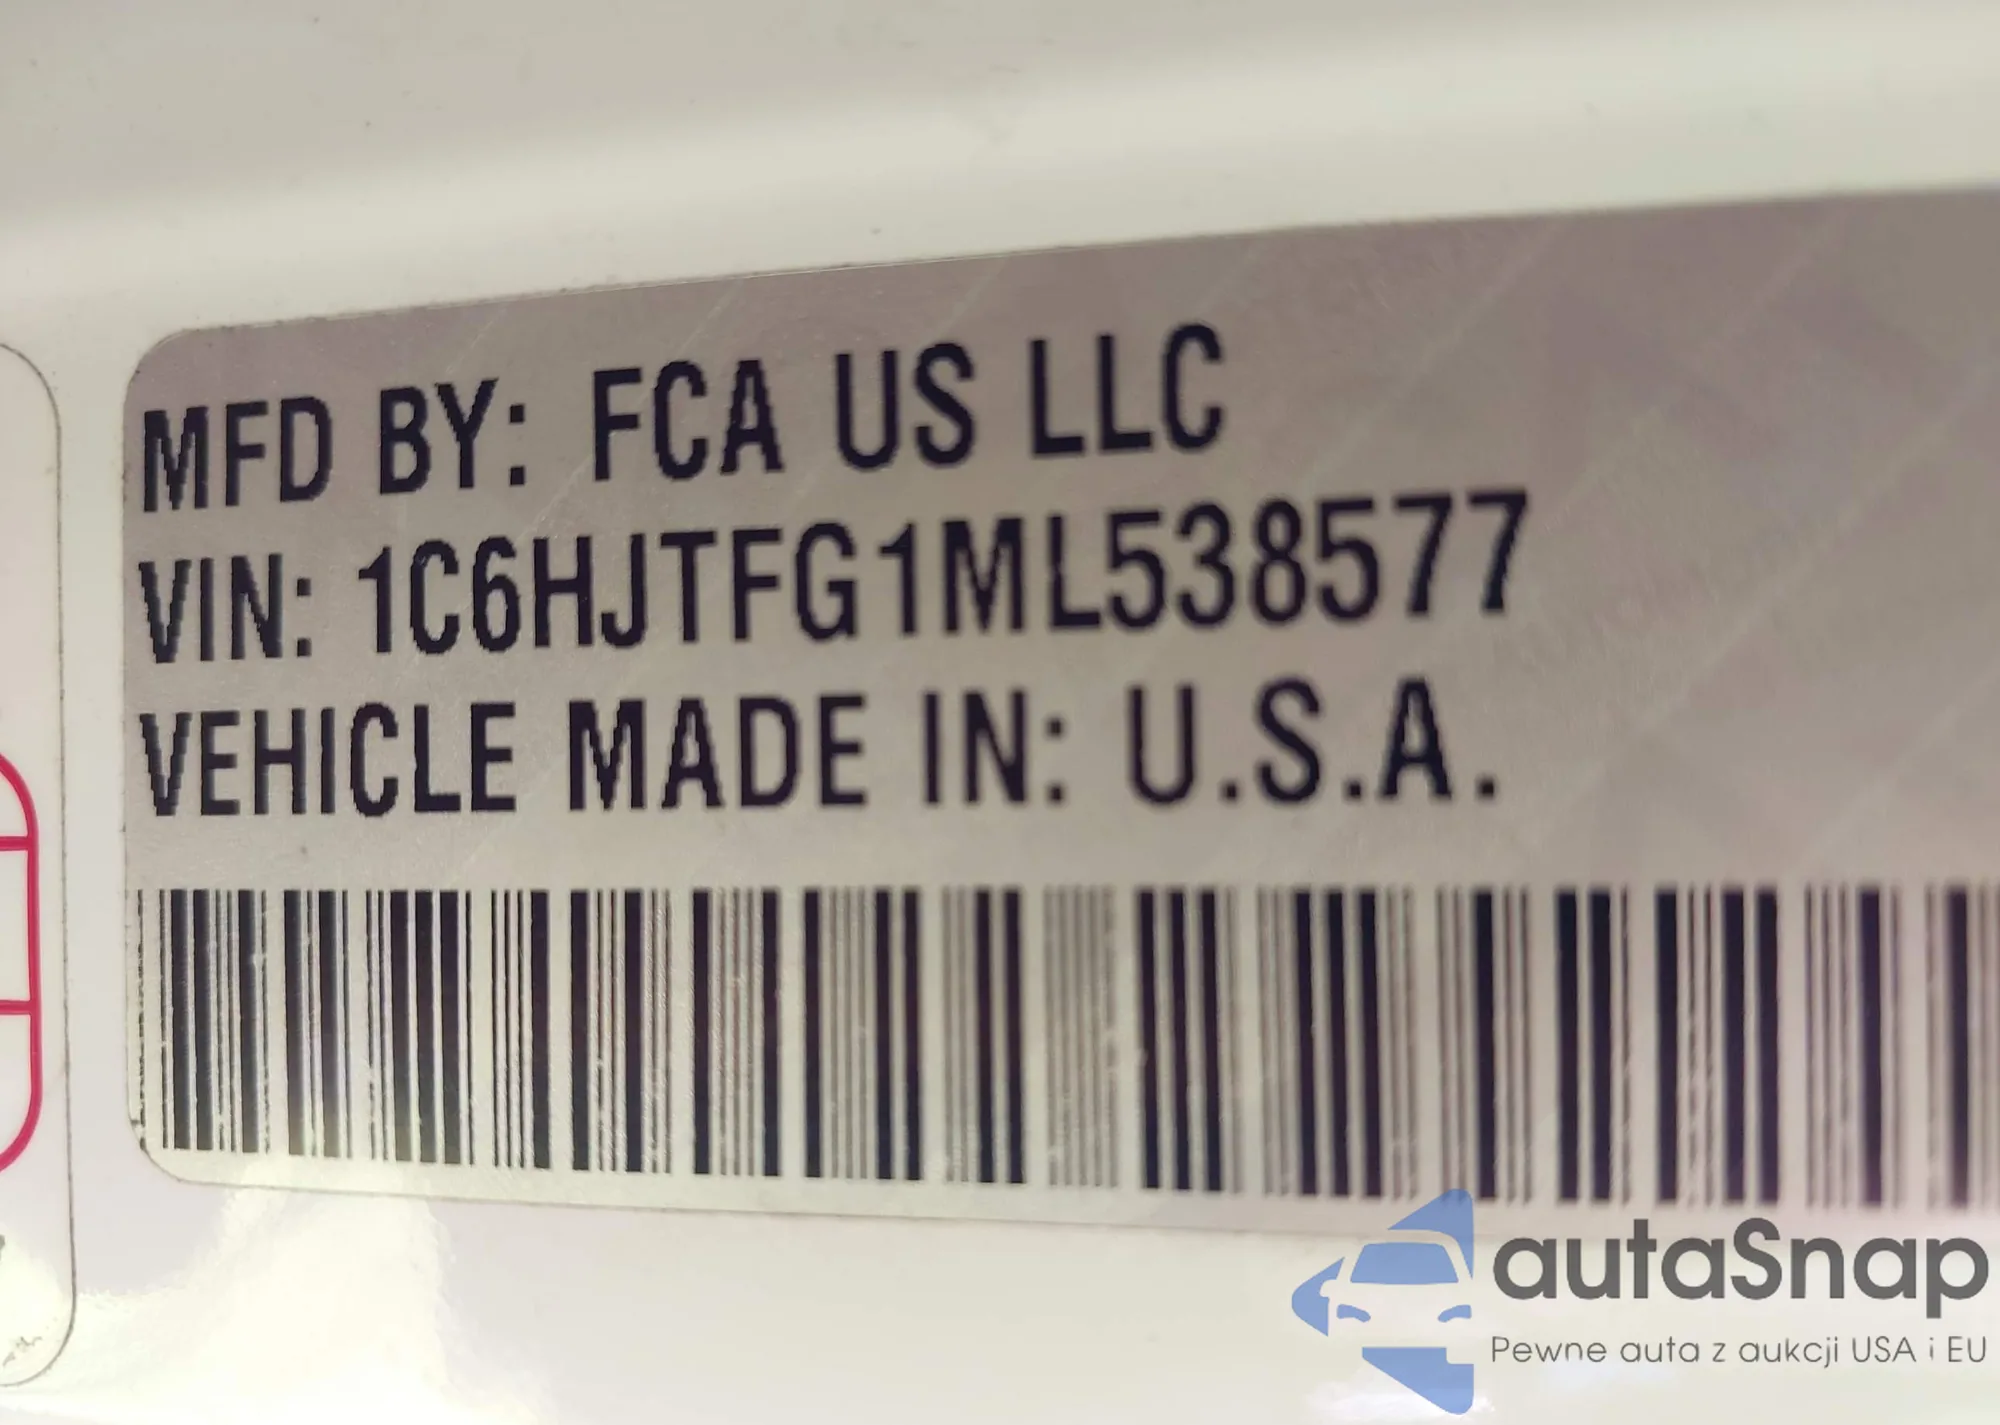 MFD BY: FCA US LLC
VIN: 1C6HJTFG1ML538577
VEHICLE MADE IN: U.S.A.
autaSnap
Pewne auta z aukcji USA i EU